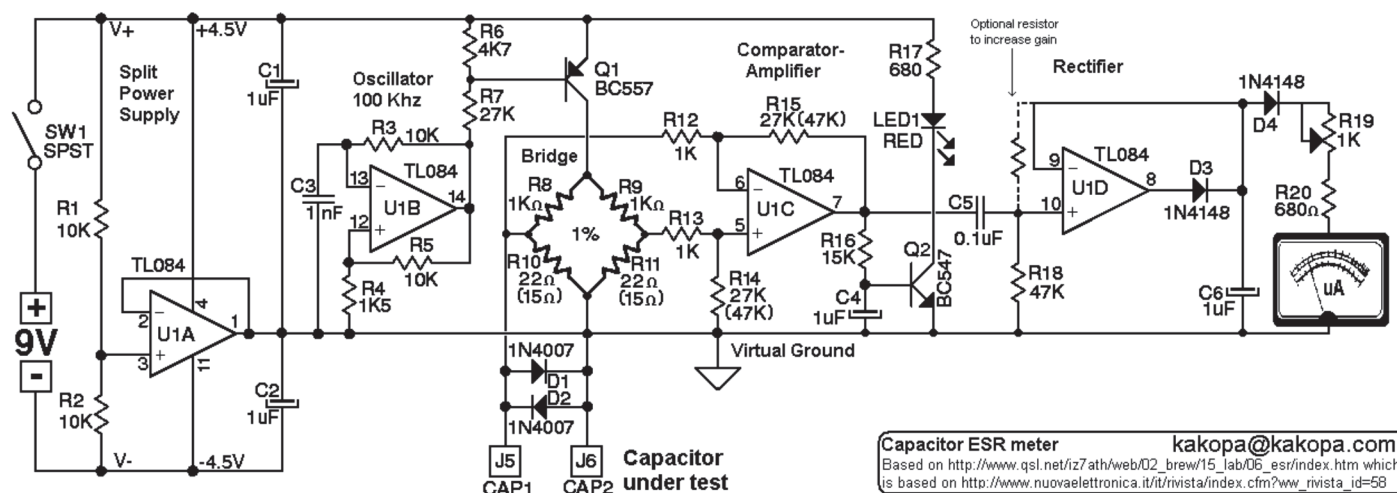 V+
+4.5V
Split
Power
Supply
C1
1uF
Oscillator
100 Khz
R6
4K7
R7
27K
Q1
BC557
Comparator-
Amplifier
Optional resistor
to increase gain
Rectifier
R17
680
LED1
RED
1N4148
D4
R19
1K
R20
680Ω
SW1
SPST
R3
10K
C3
1nF
13
12
14
−
+
TL084
U1B
R5
10K
R4
1K5
Bridge
R8
1KΩ
R9
1KΩ
1%
R10
22Ω
(15Ω)
R11
22Ω
(15Ω)
R12
1K
R13
1K
R15
27K(47K)
6
5
7
−
+
TL084
U1C
R14
27K
(47K)
R16
15K
C4
1uF
Q2
BC547
C5
0.1uF
R18
47K
9
10
8
−
+
TL084
U1D
D3
1N4148
C6
1uF
uA
R1
10K
R2
10K
TL084
2
3
4
11
1
−
+
U1A
+
9V
-
C2
1uF
V-
-4.5V
Virtual Ground
1N4007
D1
D2
1N4007
J5
CAP1
J6
CAP2
Capacitor
under test
Capacitor ESR meter
kakopa@kakopa.com
Based on http://www.qsl.net/iz7ath/web/02_brew/15_lab/06_esr/index.htm which
is based on http://www.nuovaelettronica.it/it/rivista/index.cfm?ww_rivista_id=58